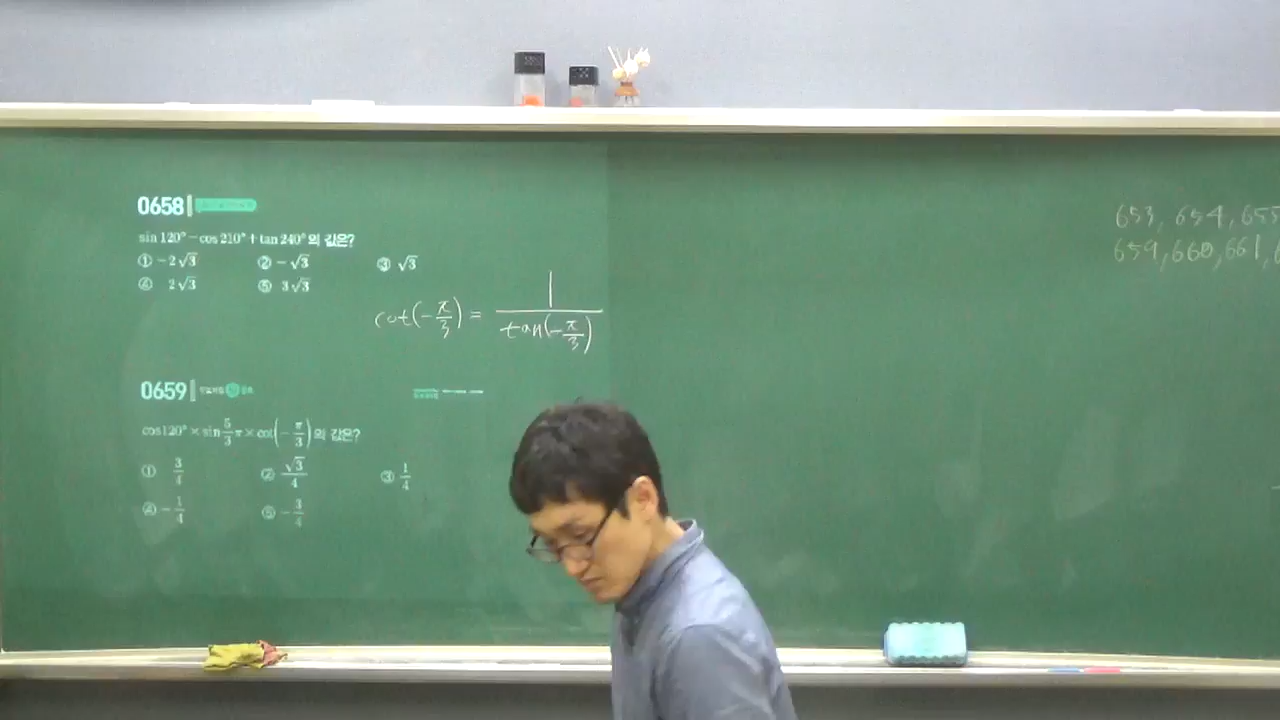 0658
sin 120° − cos 210° + tan 240° 의 값은?
① −2√3 ② −√3 ③ √3
④ 2√3 ⑤ 3√3
cot(−π/3) = 1/tan(−π/3)
0659
cos120° × sin 5/3 π × cot(−π/3) 의 값은?
① 3/4 ② √3/4 ③ 1/4
④ −1/4 ⑤ −3/4
653, 654, 655
659, 660, 661,